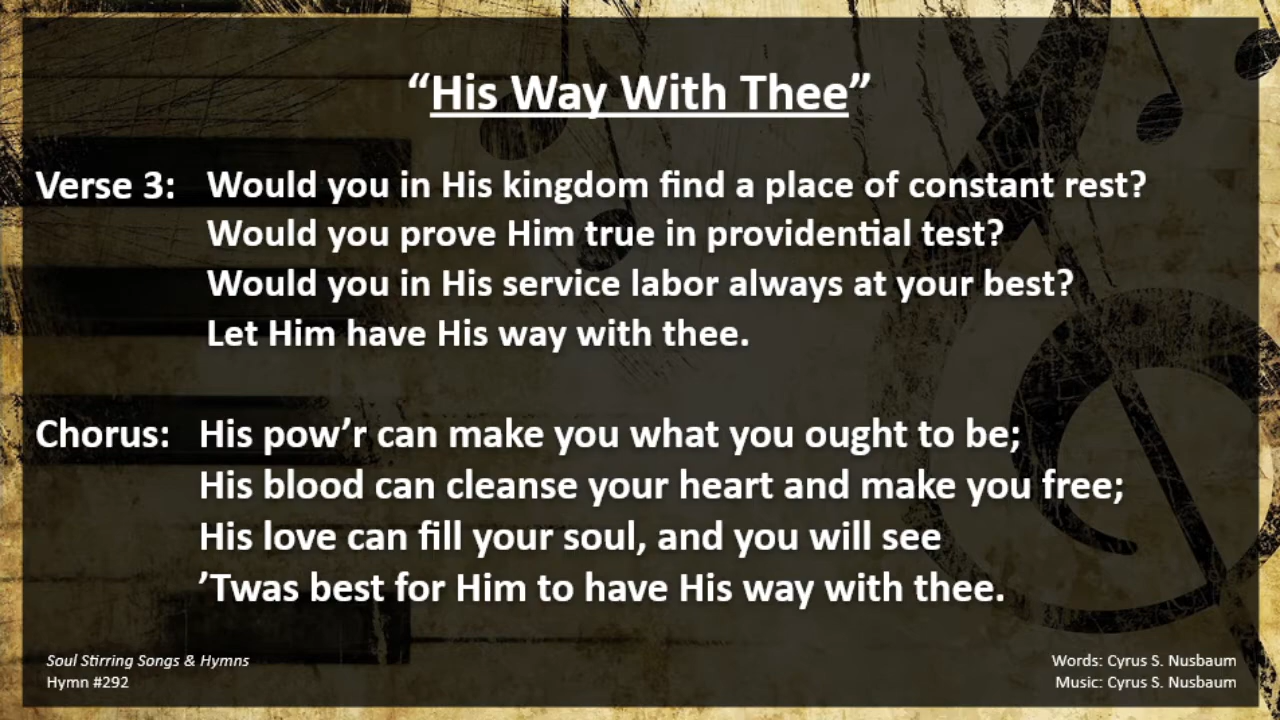 “His Way With Thee”
Verse 3: Would you in His kingdom find a place of constant rest?
Would you prove Him true in providential test?
Would you in His service labor always at your best?
Let Him have His way with thee.
Chorus: His pow’r can make you what you ought to be;
His blood can cleanse your heart and make you free;
His love can fill your soul, and you will see
’Twas best for Him to have His way with thee.
Soul Stirring Songs & Hymns
Hymn #292
Words: Cyrus S. Nusbaum
Music: Cyrus S. Nusbaum